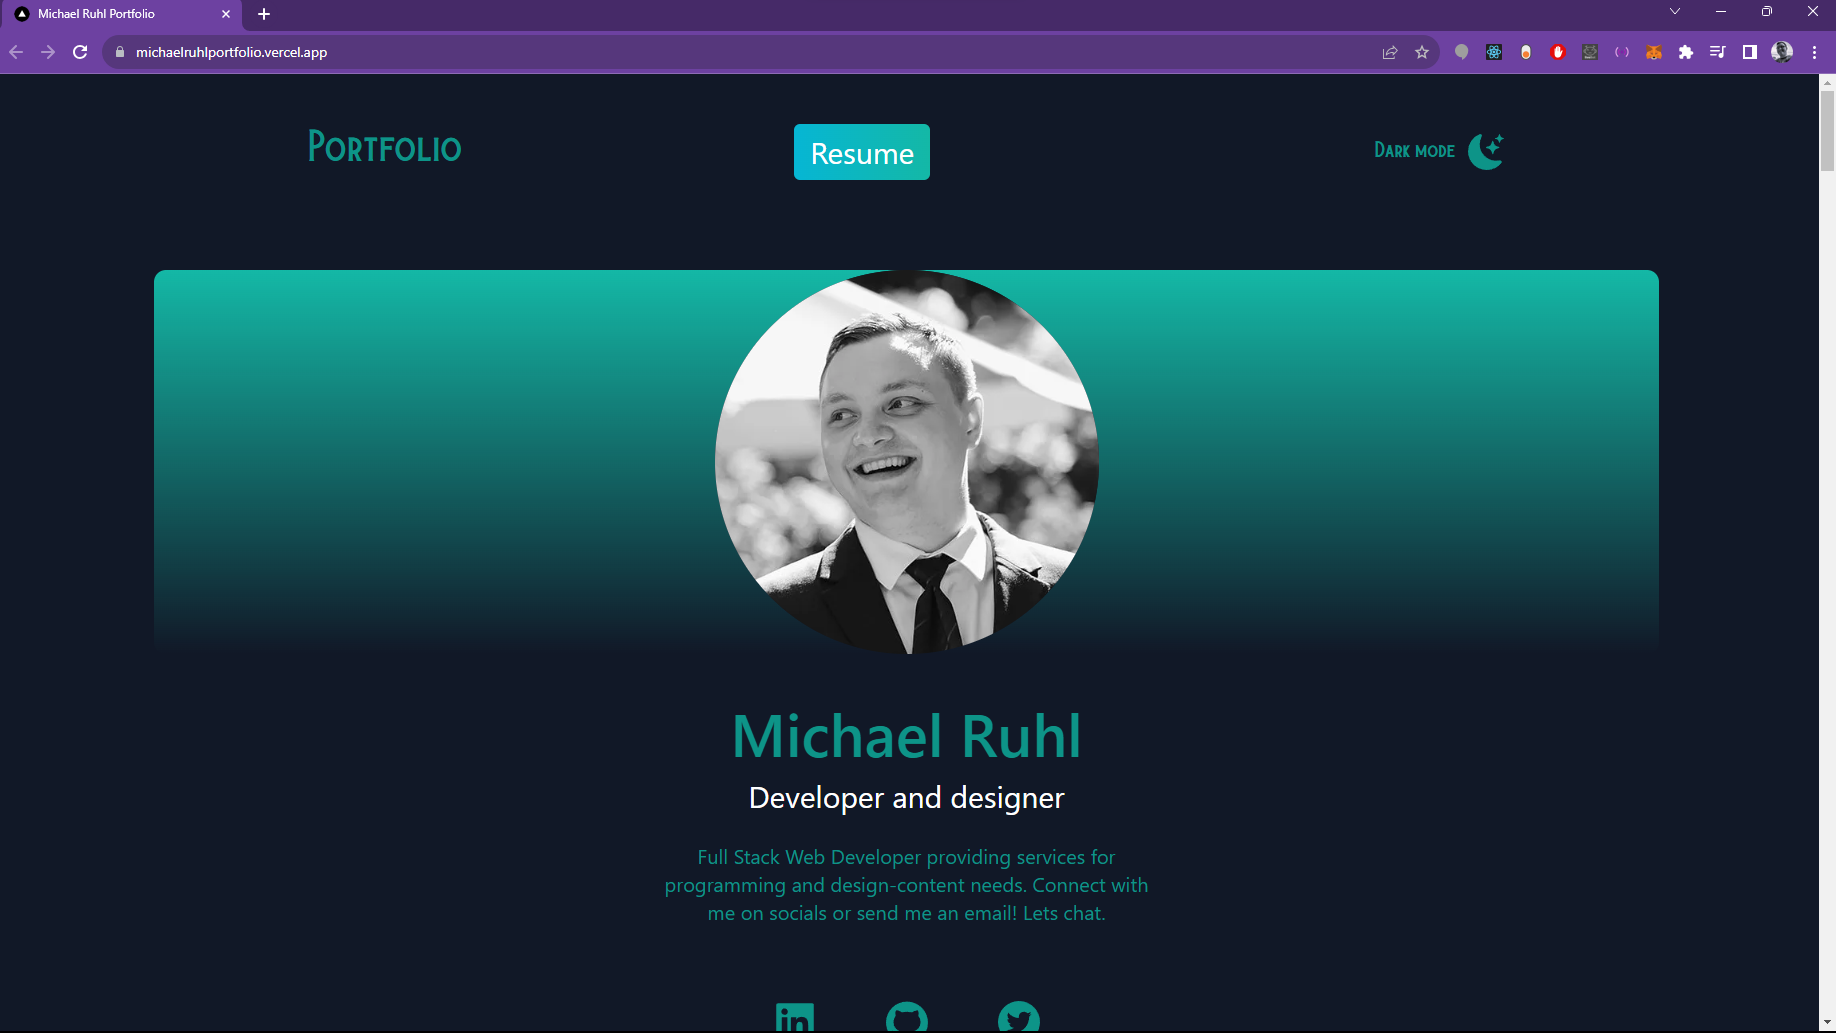 Michael Ruhl Portfolio
michaelruhlportfolio.vercel.app
Portfolio
Resume
Dark mode
Michael Ruhl
Developer and designer
Full Stack Web Developer providing services for
programming and design-content needs. Connect with
me on socials or send me an email! Lets chat.
in